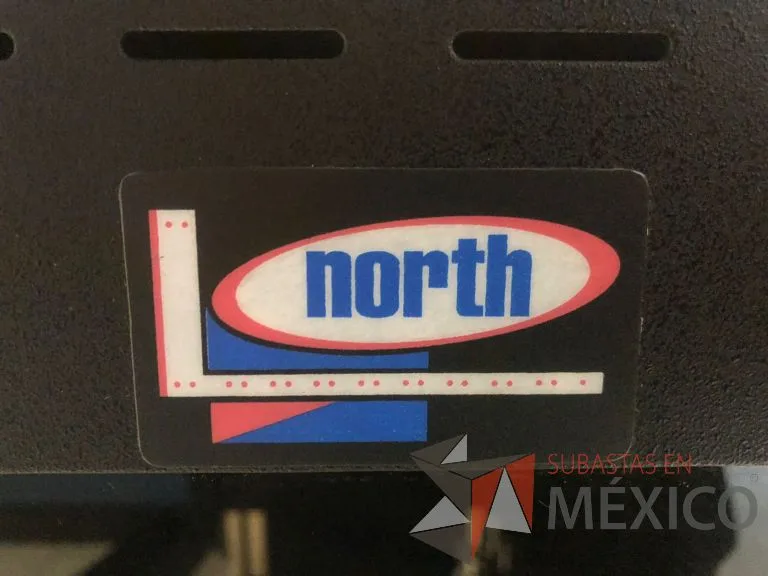 north
SUBASTAS EN
MÉXICO